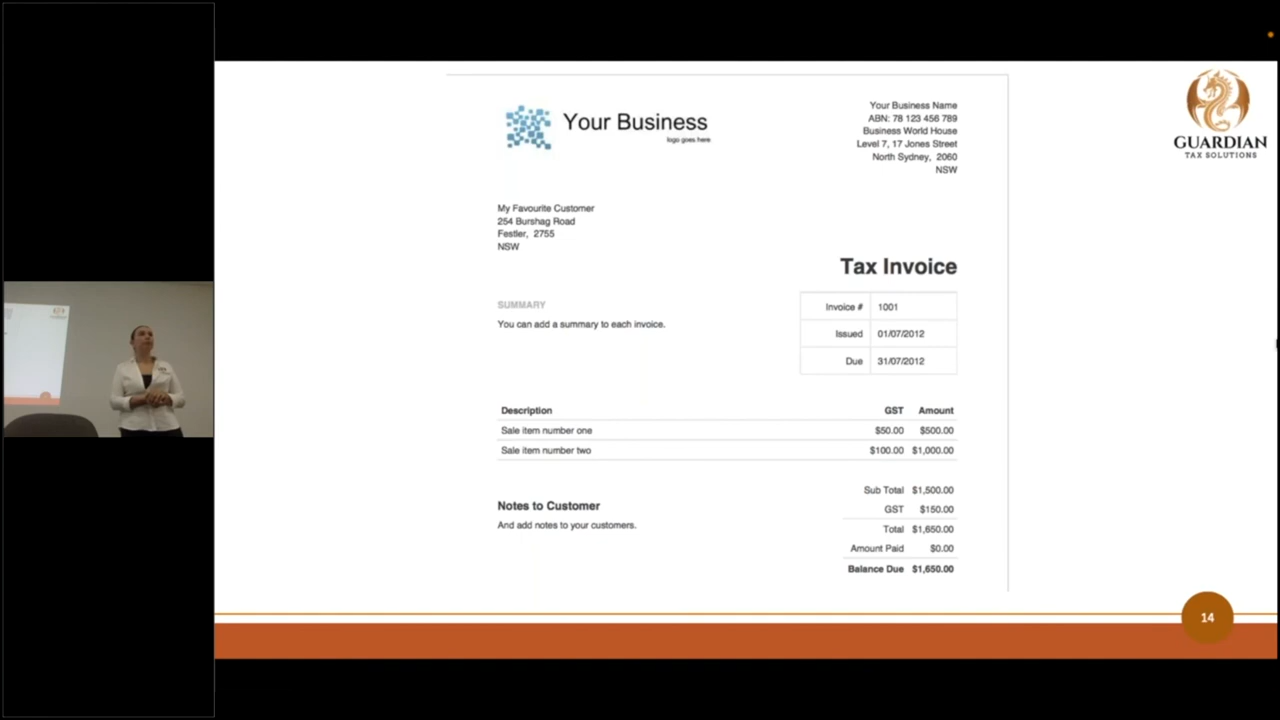 Your Business
logo goes here
Your Business Name
ABN: 78 123 456 789
Business World House
Level 7, 17 Jones Street
North Sydney, 2060
NSW
GUARDIAN
TAX SOLUTIONS
My Favourite Customer
254 Burshag Road
Festler, 2755
NSW
Tax Invoice
Invoice # 1001
Issued 01/07/2012
Due 31/07/2012
SUMMARY
You can add a summary to each invoice.
Description GST Amount
Sale item number one $50.00 $500.00
Sale item number two $100.00 $1,000.00
Sub Total $1,500.00
GST $150.00
Total $1,650.00
Amount Paid $0.00
Balance Due $1,650.00
Notes to Customer
And add notes to your customers.
14